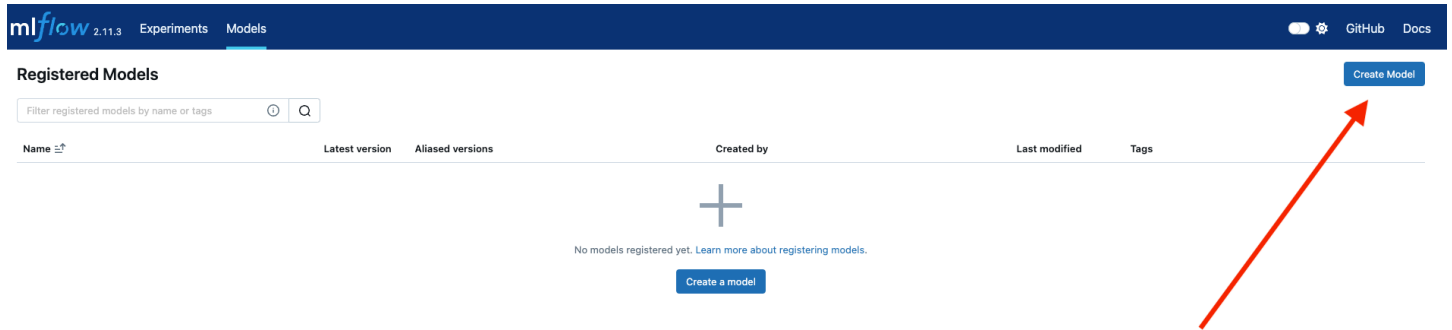 mlflow 2.11.3 Experiments Models GitHub Docs
Registered Models
Create Model
Filter registered models by name or tags
Name Latest version Aliased versions Created by Last modified Tags
No models registered yet. Learn more about registering models.
Create a model